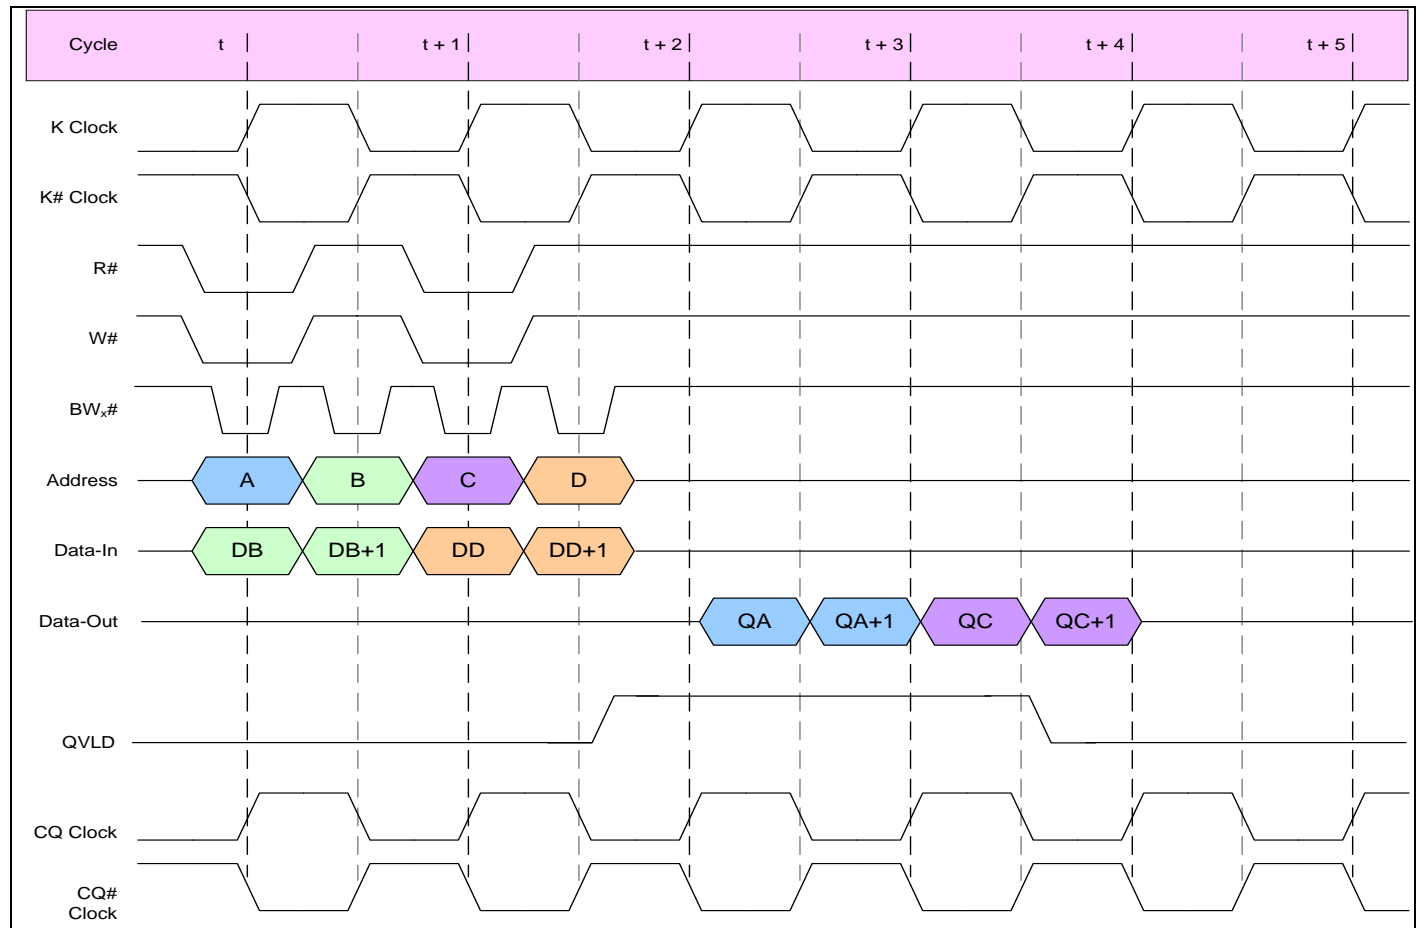 Cycle t t + 1 t + 2 t + 3 t + 4 t + 5
K Clock
K# Clock
R#
W#
BWₓ#
Address A B C D
Data-In DB DB+1 DD DD+1
Data-Out QA QA+1 QC QC+1
QVLD
CQ Clock
CQ#
Clock